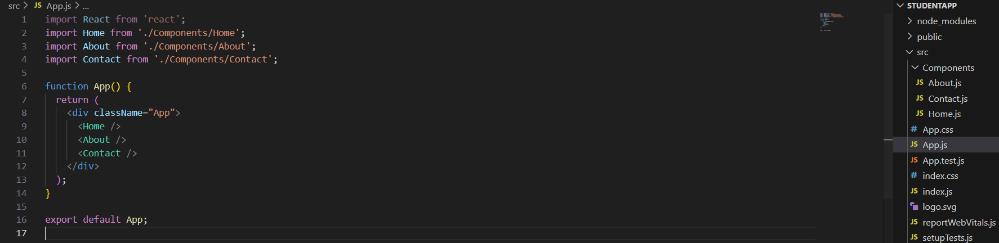 src > JS App.js > ...
1 import React from 'react';
2 import Home from './Components/Home';
3 import About from './Components/About';
4 import Contact from './Components/Contact';
5
6 function App() {
7 return (
8 <div className="App">
9 <Home />
10 <About />
11 <Contact />
12 </div>
13 );
14 }
15
16 export default App;
17
STUDENTAPP
node_modules
public
src
Components
JS About.js
JS Contact.js
JS Home.js
# App.css
JS App.js
JS App.test.js
# index.css
JS index.js
logo.svg
JS reportWebVitals.js
JS setupTests.js